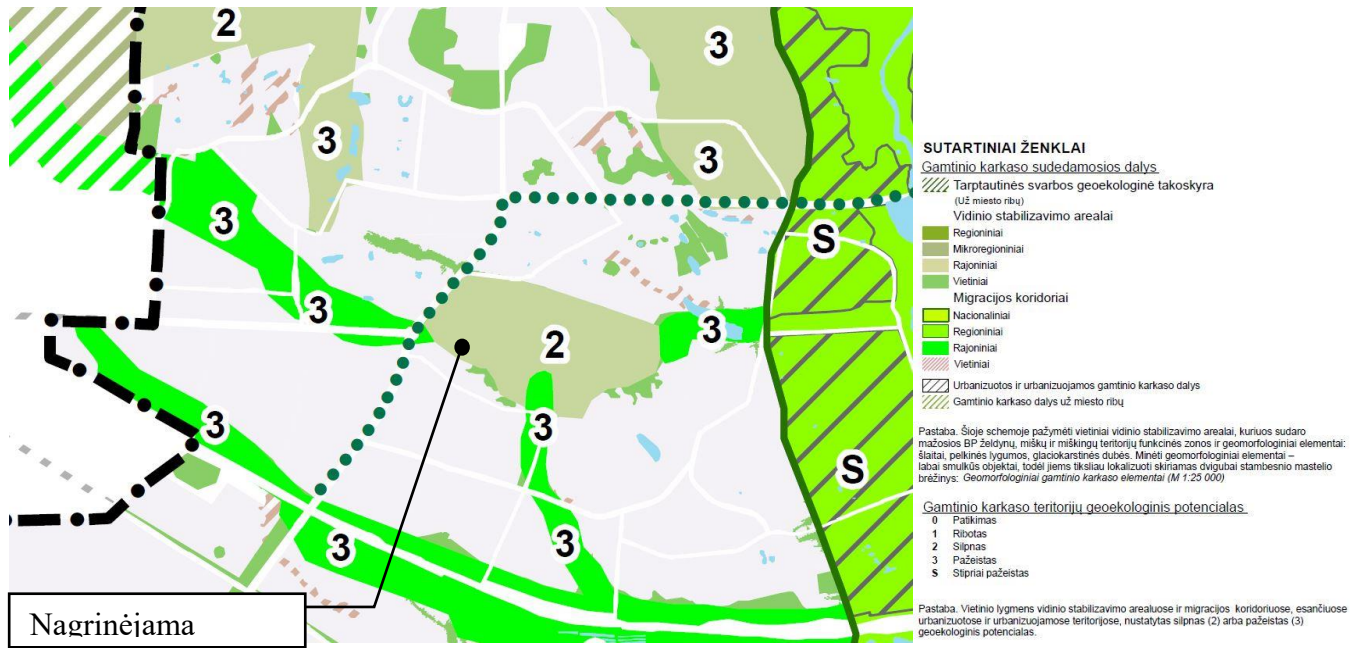 2
3
3
3
3
S
3
3
2
3
3
3
3
3
S
Nagrinėjama
SUTARTINIAI ŽENKLAI
Gamtinio karkaso sudedamosios dalys
Tarptautinės svarbos geoekologinė takoskyra
(Už miesto ribų)
Vidinio stabilizavimo arealai
Regioniniai
Mikroregioniniai
Rajoniniai
Vietiniai
Migracijos koridoriai
Nacionaliniai
Regioniniai
Rajoniniai
Vietiniai
Urbanizuotos ir urbanizuojamos gamtinio karkaso dalys
Gamtinio karkaso dalys už miesto ribų
Pastaba. Šioje schemoje pažymėti vietiniai vidinio stabilizavimo arealai, kuriuos sudaro
mažosios BP želdynų, miškų ir miškingų teritorijų funkcinės zonos ir geomorfologiniai elementai:
šlaitai, pelkinės lygumos, glaciokarstinės dubės. Minėti geomorfologiniai elementai –
labai smulkūs objektai, todėl jiems tiksliau lokalizuoti skiriamas dvigubai stambesnio mastelio
brėžinys: Geomorfologiniai gamtinio karkaso elementai (M 1:25 000)
Gamtinio karkaso teritorijų geoekologinis potencialas
0 Patikimas
1 Ribotas
2 Silpnas
3 Pažeistas
S Stipriai pažeistas
Pastaba. Vietinio lygmens vidinio stabilizavimo arealuose ir migracijos koridoriuose, esančiuose
urbanizuotose ir urbanizuojamose teritorijose, nustatytas silpnas (2) arba pažeistas (3)
geoekologinis potencialas.